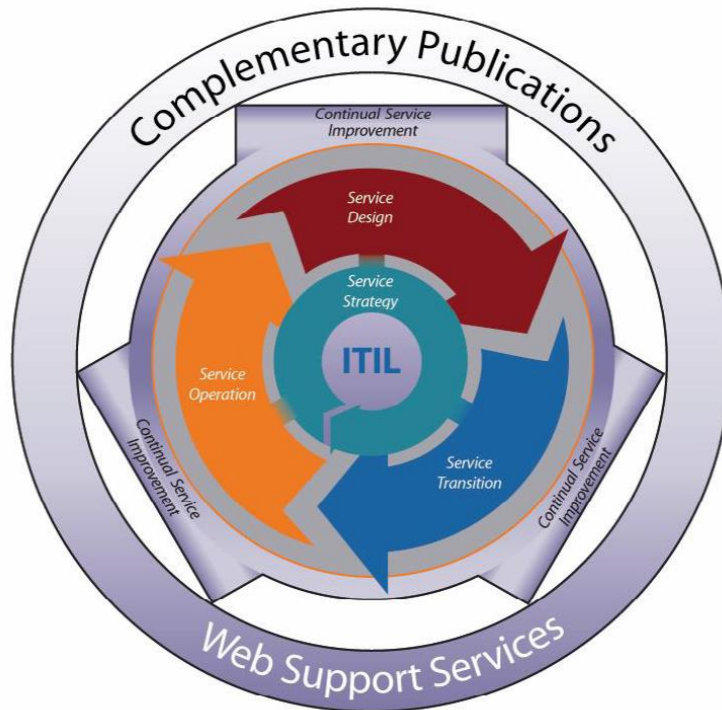 Complementary Publications
Continual Service
Improvement
Service
Design
Service
Strategy
ITIL
Service
Operation
Service
Transition
Continual Service
Improvement
Continual Service
Improvement
Web Support Services